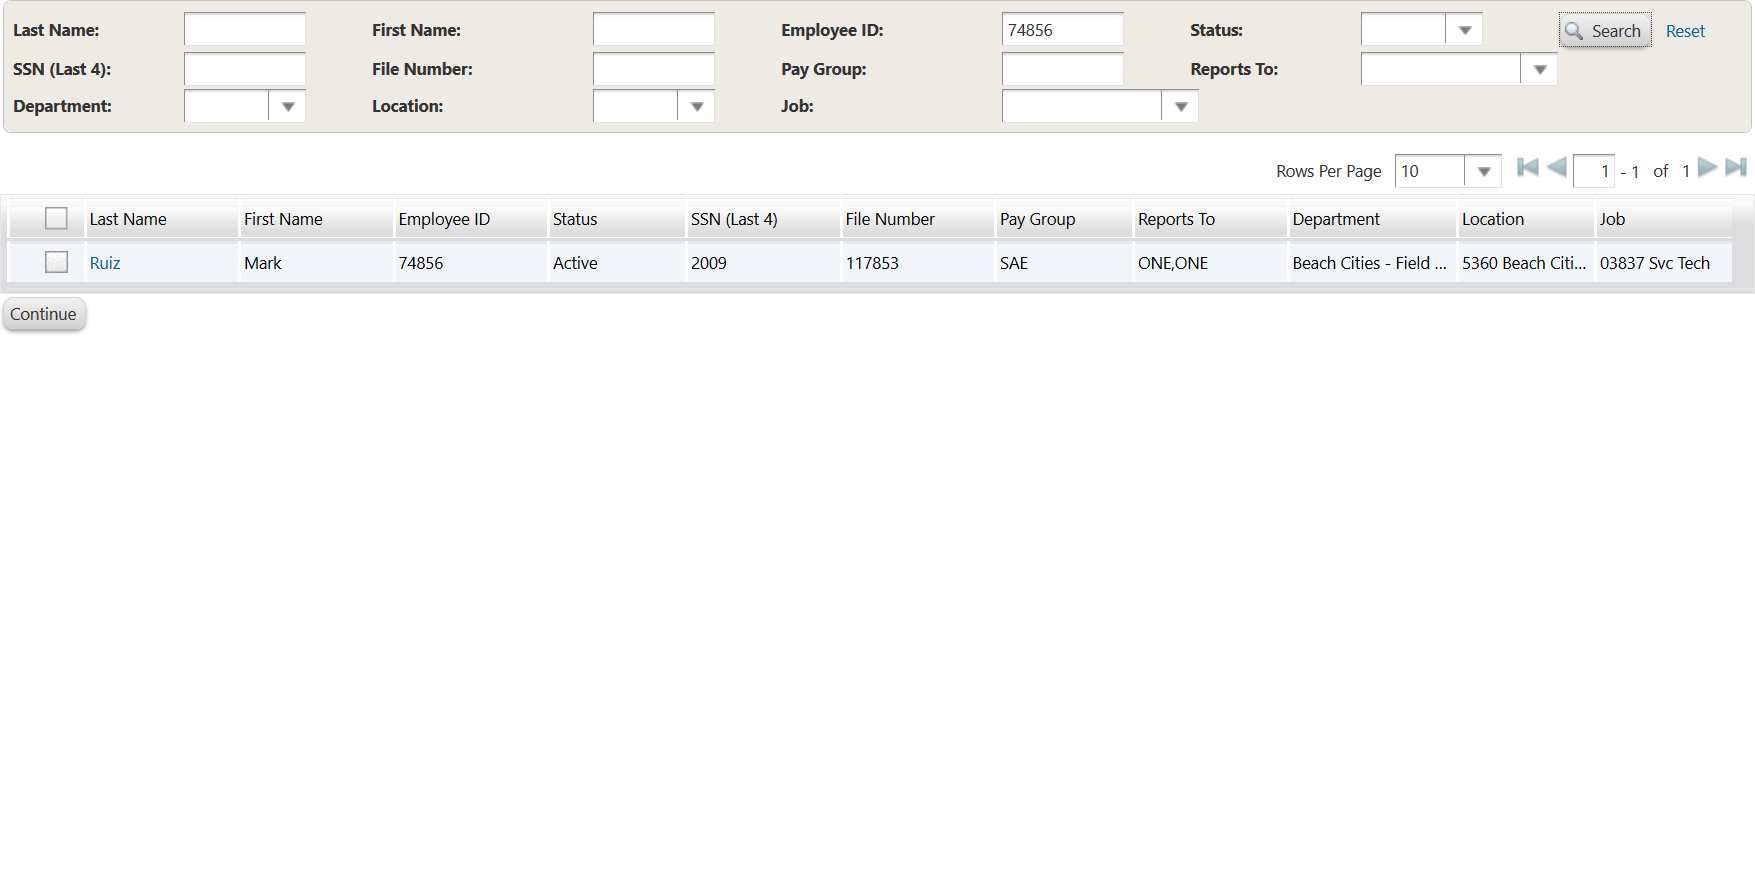 Last Name: First Name: Employee ID: 74856 Status: Search Reset
SSN (Last 4): File Number: Pay Group: Reports To:
Department: Location: Job:
Rows Per Page 10 1 - 1 of 1
Last Name First Name Employee ID Status SSN (Last 4) File Number Pay Group Reports To Department Location Job
Ruiz Mark 74856 Active 2009 117853 SAE ONE,ONE Beach Cities - Field ... 5360 Beach Citi... 03837 Svc Tech
Continue